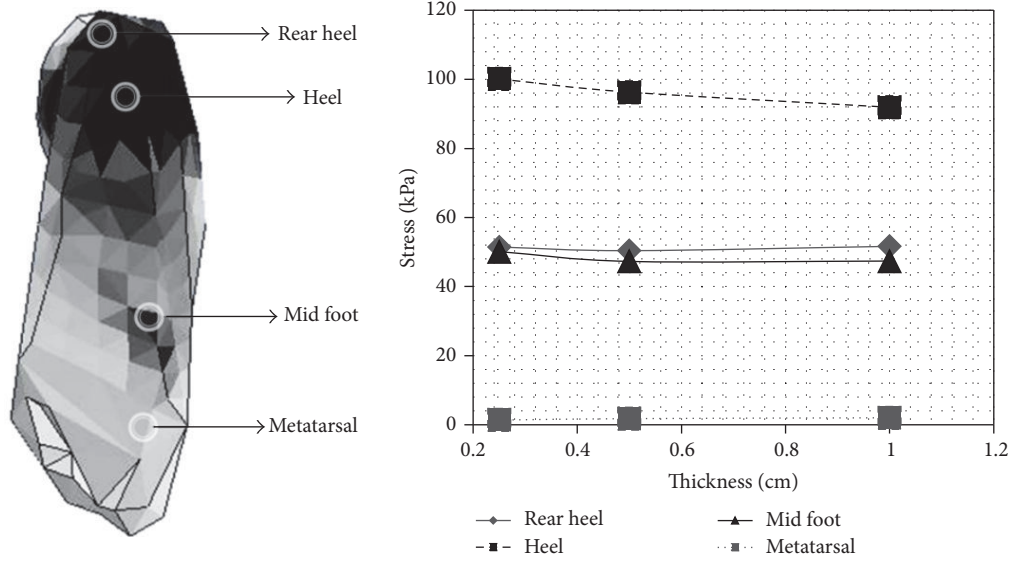 Rear heel
Heel
Mid foot
Metatarsal
Stress (kPa)
120
100
80
60
40
20
0
0.2 0.4 0.6 0.8 1 1.2
Thickness (cm)
Rear heel Mid foot
Heel Metatarsal